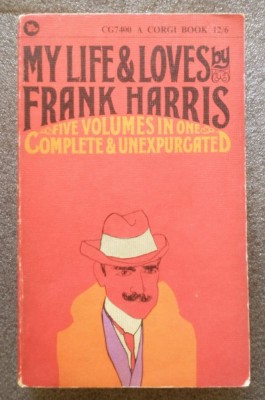 CG7400 A CORGI BOOK 12/6
MY LIFE & LOVES by
FRANK HARRIS
FIVE VOLUMES IN ONE
COMPLETE & UNEXPURGATED